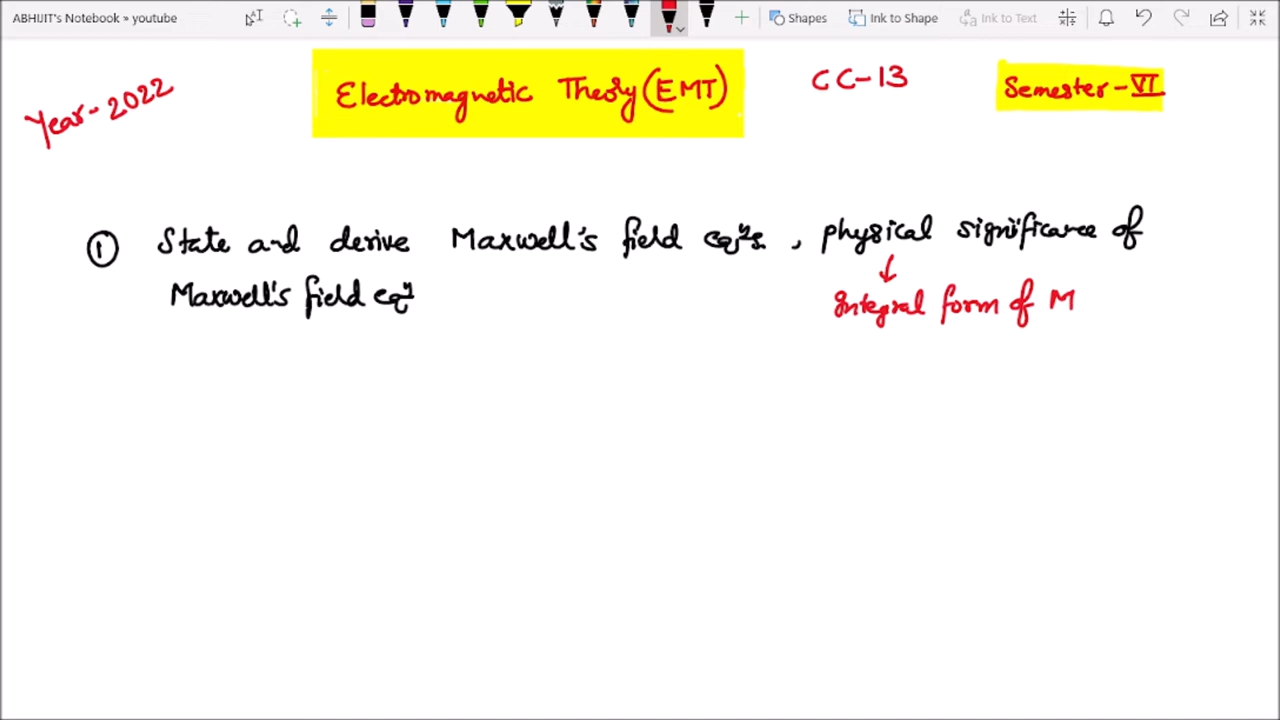 ABHIJIT's Notebook » youtube
Shapes
Ink to Shape
Ink to Text
Year-2022
Electromagnetic Theory (EMT)
CC-13
Semester-VI
① State and derive Maxwell's field eqⁿs. , physical significance of
Maxwell's field eqⁿ
↓
Integral form of M